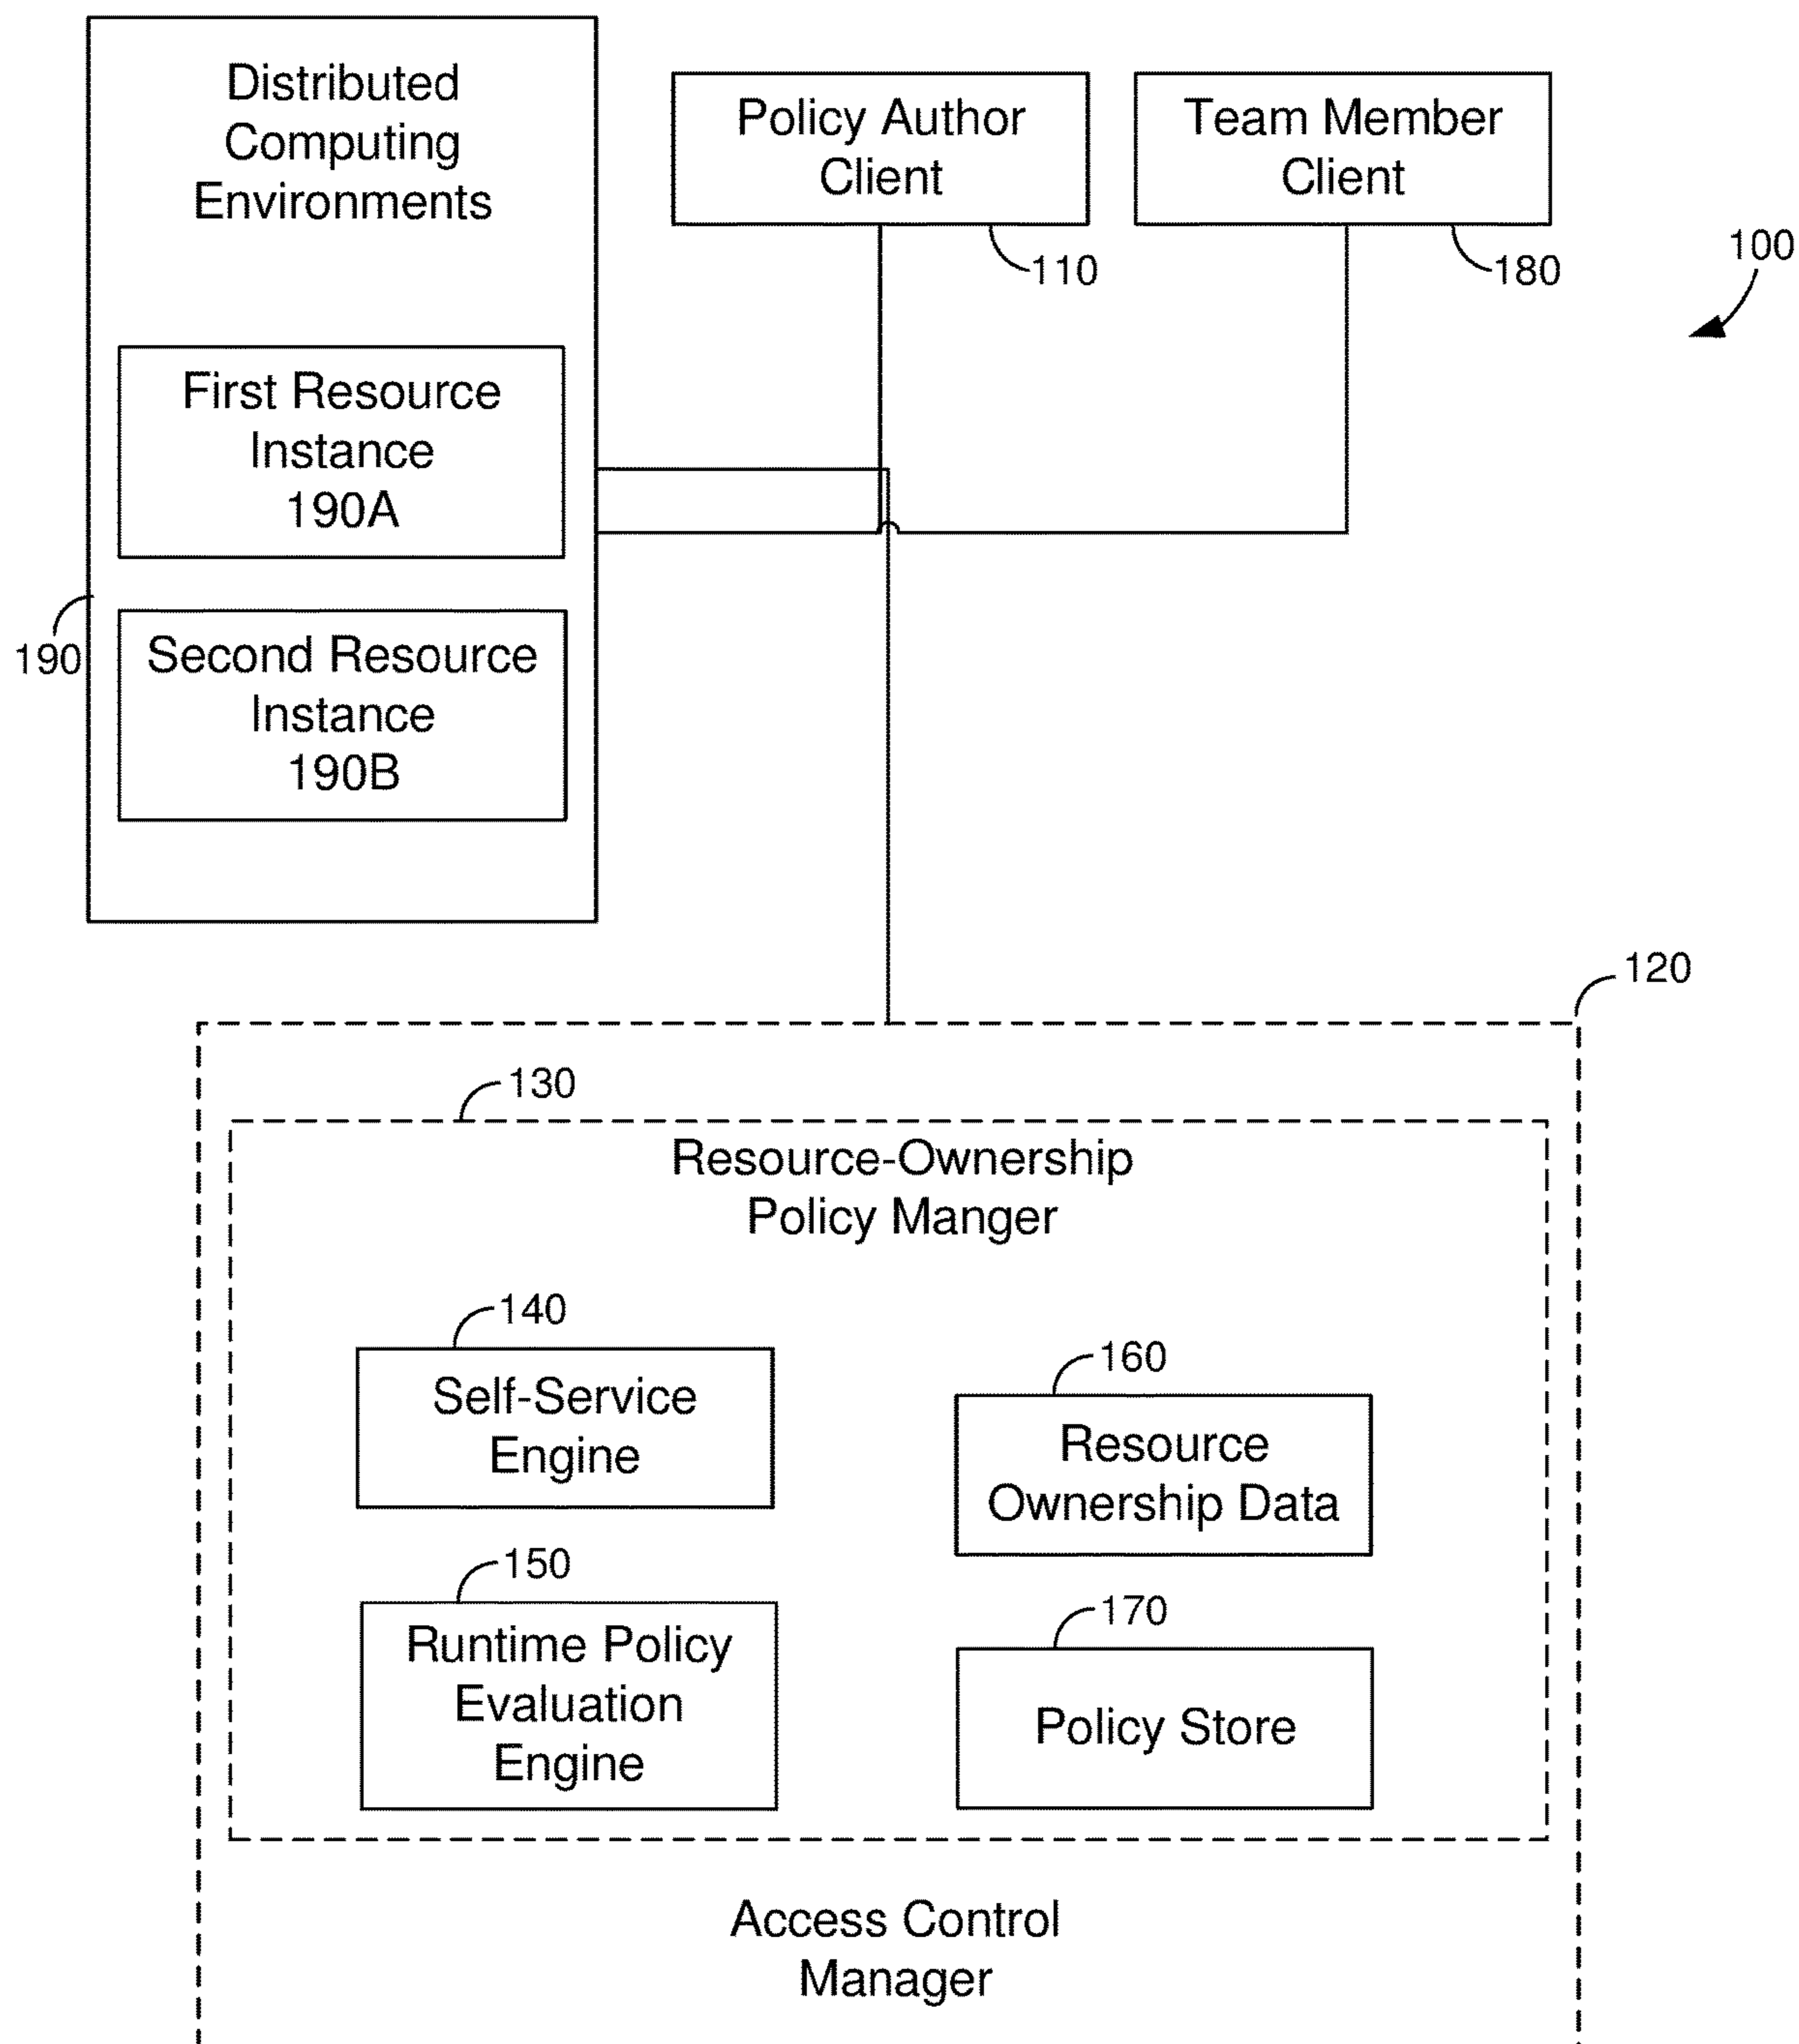 Distributed
Computing
Environments
Policy Author
Client
Team Member
Client
110
180
100
First Resource
Instance
190A
190
Second Resource
Instance
190B
120
130
Resource-Ownership
Policy Manger
140
Self-Service
Engine
160
Resource
Ownership Data
150
Runtime Policy
Evaluation
Engine
170
Policy Store
Access Control
Manager